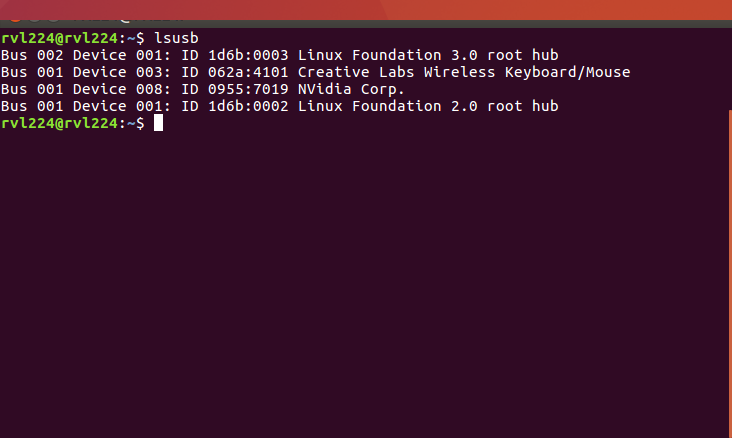 rvl224@rvl224:~$ lsusb
Bus 002 Device 001: ID 1d6b:0003 Linux Foundation 3.0 root hub
Bus 001 Device 003: ID 062a:4101 Creative Labs Wireless Keyboard/Mouse
Bus 001 Device 008: ID 0955:7019 NVidia Corp.
Bus 001 Device 001: ID 1d6b:0002 Linux Foundation 2.0 root hub
rvl224@rvl224:~$